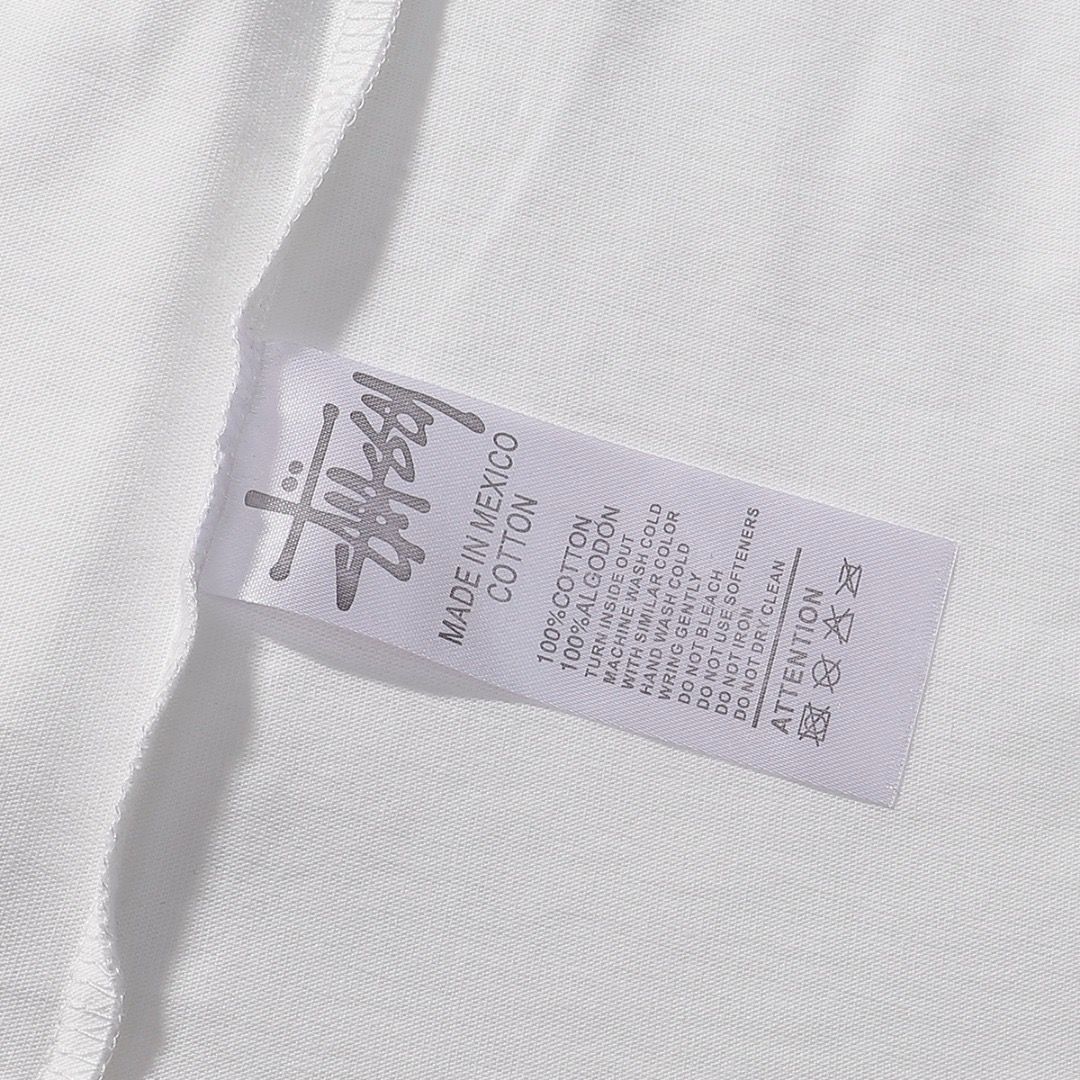 Stüssy
MADE IN MEXICO
COTTON
100%COTTON
100%ALGODÓN
TURN INSIDE OUT
MACHINE WASH COLD
WITH SIMILAR COLOR
HAND WASH COLD
WRING GENTLY
DO NOT BLEACH
DO NOT USE SOFTENERS
DO NOT IRON
DO NOT DRY CLEAN
ATTENTION